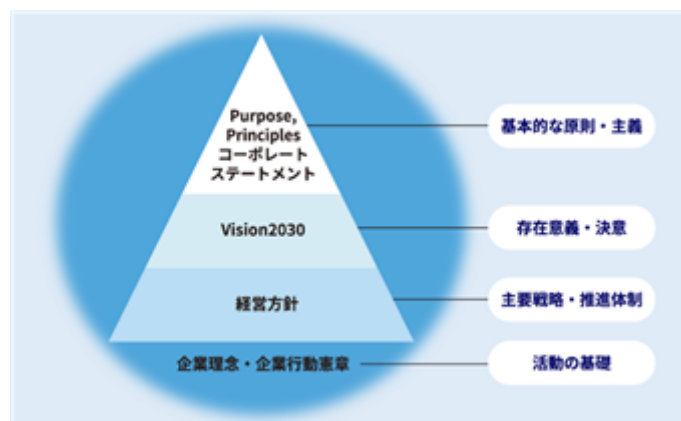 Purpose,
Principles
コーポレート
ステートメント
基本的な原則・主義
Vision2030
存在意義・決意
経営方針
主要戦略・推進体制
企業理念・企業行動憲章
活動の基礎